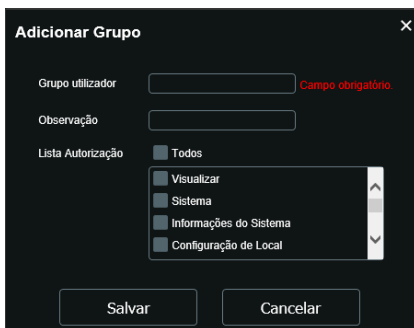 Adicionar Grupo
Grupo utilizador Campo obrigatório.
Observação
Lista Autorização Todos
Visualizar
Sistema
Informações do Sistema
Configuração de Local
Salvar Cancelar